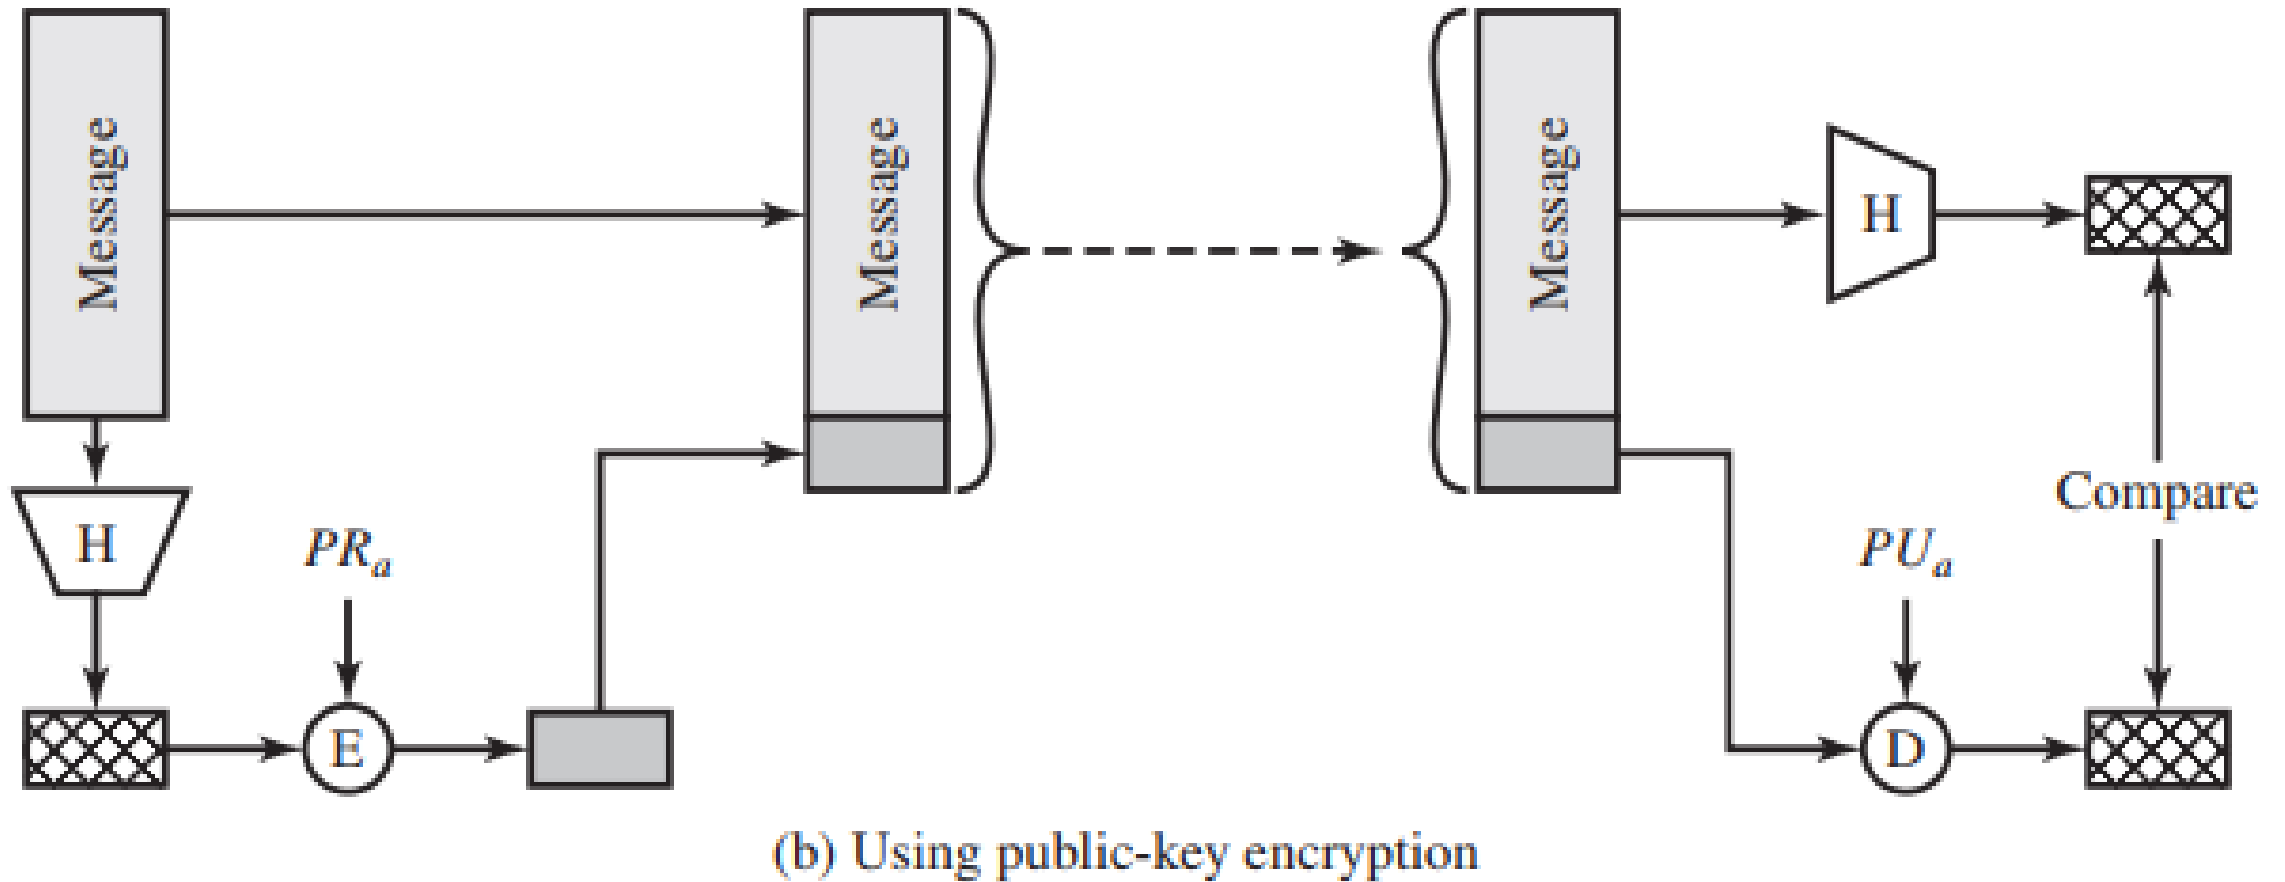 Message
Message
Message
H
Compare
H
PRa
PUa
E
D
(b) Using public-key encryption